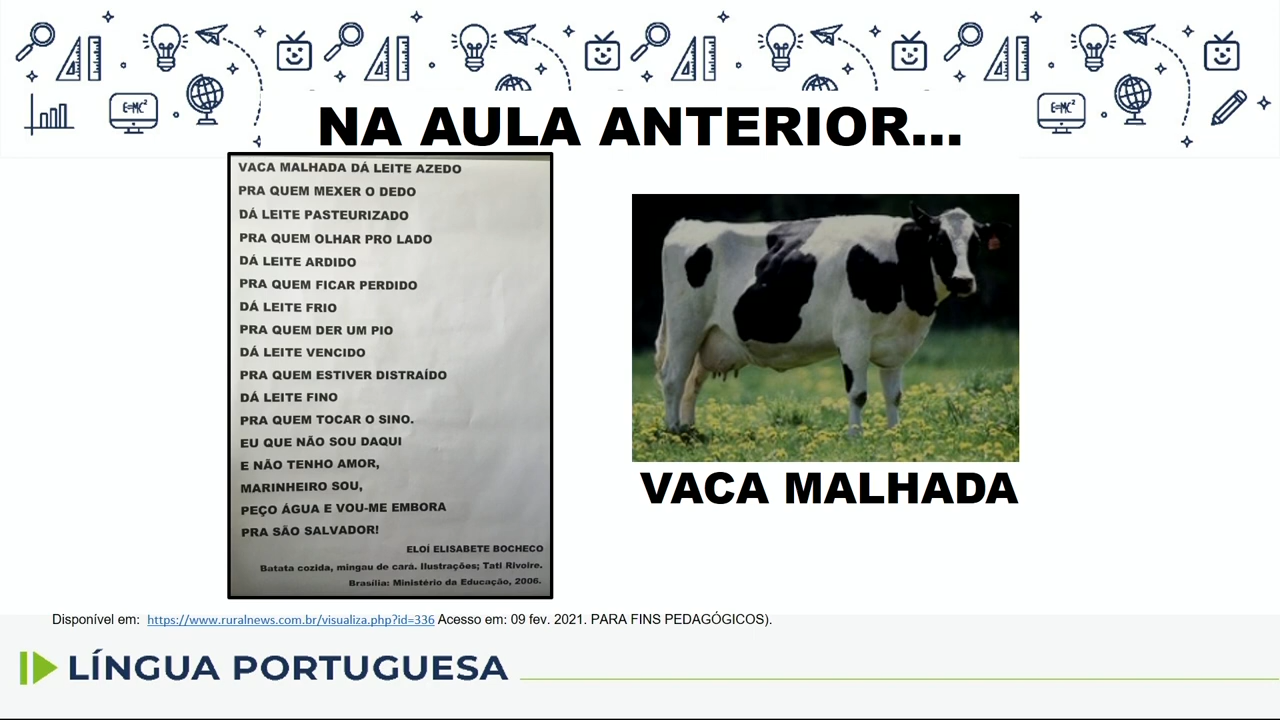 E=MC²
E=MC²
NA AULA ANTERIOR...
VACA MALHADA DÁ LEITE AZEDO
PRA QUEM MEXER O DEDO
DÁ LEITE PASTEURIZADO
PRA QUEM OLHAR PRO LADO
DÁ LEITE ARDIDO
PRA QUEM FICAR PERDIDO
DÁ LEITE FRIO
PRA QUEM DER UM PIO
DÁ LEITE VENCIDO
PRA QUEM ESTIVER DISTRAÍDO
DÁ LEITE FINO
PRA QUEM TOCAR O SINO.
EU QUE NÃO SOU DAQUI
E NÃO TENHO AMOR,
MARINHEIRO SOU,
PEÇO ÁGUA E VOU-ME EMBORA
PRA SÃO SALVADOR!
ELOÍ ELISABETE BOCHECO
Batata cozida, mingau de cará. Ilustrações; Tati Rivoire.
Brasília: Ministério da Educação, 2006.
VACA MALHADA
Disponível em: https://www.ruralnews.com.br/visualiza.php?id=336 Acesso em: 09 fev. 2021. PARA FINS PEDAGÓGICOS).
LÍNGUA PORTUGUESA